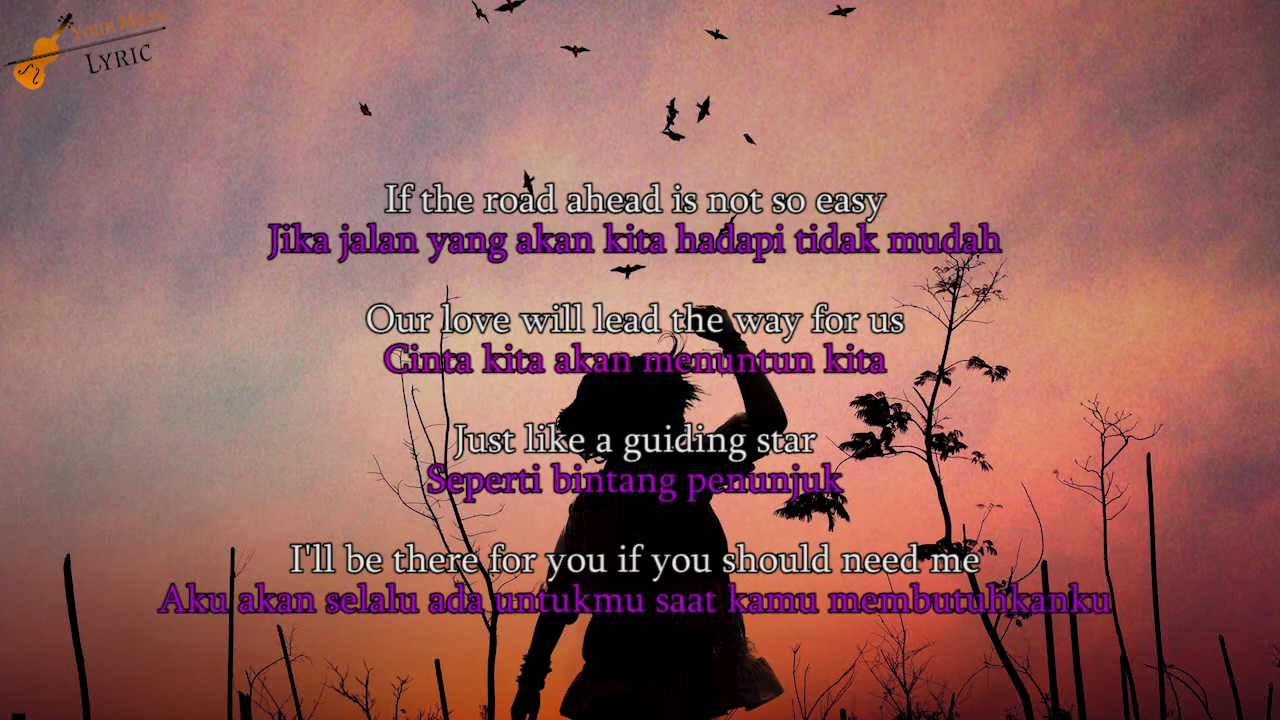 Your Music
Lyric
If the road ahead is not so easy
Jika jalan yang akan kita hadapi tidak mudah
Our love will lead the way for us
Cinta kita akan menuntun kita
Just like a guiding star
Seperti bintang penunjuk
I'll be there for you if you should need me
Aku akan selalu ada untukmu saat kamu membutuhkanku